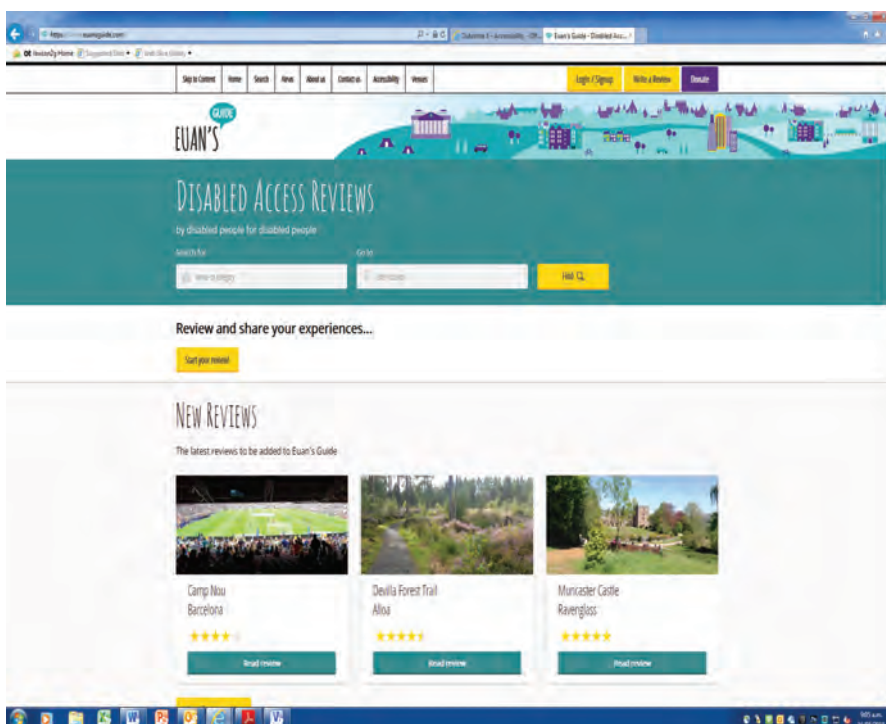 Skip to Content Home Search News About us Contact us Accessibility Venues Login / Signup Write a Review Donate
GUIDE
EUAN'S
DISABLED ACCESS REVIEWS
by disabled people for disabled people
Search for Go to
Find
Review and share your experiences...
Start your review!
NEW REVIEWS
The latest reviews to be added to Euan's Guide
Camp Nou Devilla Forest Trail Muncaster Castle
Barcelona Alloa Ravenglass
Read review Read review Read review